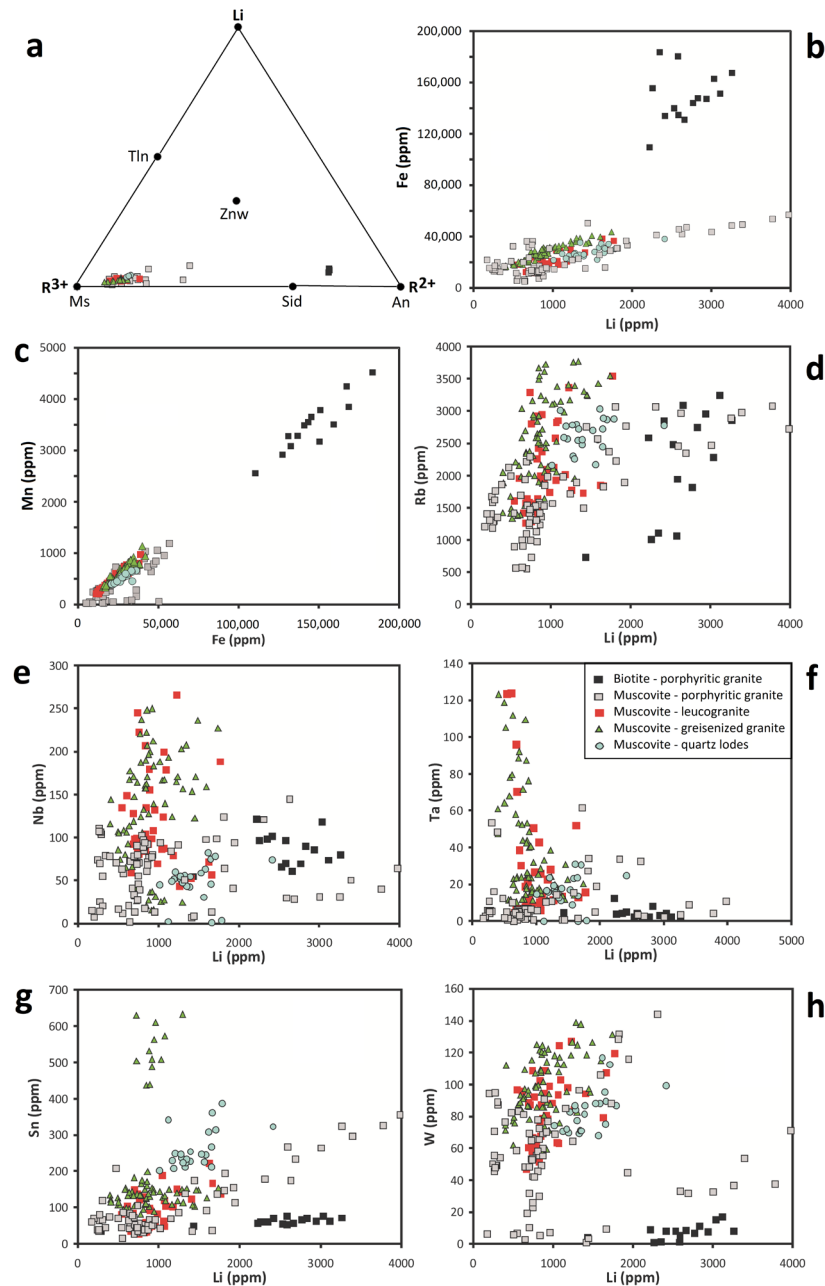 a
Li
Tln
Znw
R3+
R2+
Ms
Sid
An
b
200,000
160,000
120,000
80,000
40,000
0
Fe (ppm)
0
1000
2000
3000
4000
Li (ppm)
c
5000
4000
3000
2000
1000
0
Mn (ppm)
0
50,000
100,000
150,000
200,000
Fe (ppm)
d
4000
3500
3000
2500
2000
1500
1000
500
0
Rb (ppm)
0
1000
2000
3000
4000
Li (ppm)
e
300
250
200
150
100
50
0
Nb (ppm)
0
1000
2000
3000
4000
Li (ppm)
f
140
120
100
80
60
40
20
0
Ta (ppm)
Biotite - porphyritic granite
Muscovite - porphyritic granite
Muscovite - leucogranite
Muscovite - greisenized granite
Muscovite - quartz lodes
0
1000
2000
3000
4000
5000
Li (ppm)
g
700
600
500
400
300
200
100
0
Sn (ppm)
0
1000
2000
3000
4000
Li (ppm)
h
160
140
120
100
80
60
40
20
0
W (ppm)
0
1000
2000
3000
4000
Li (ppm)